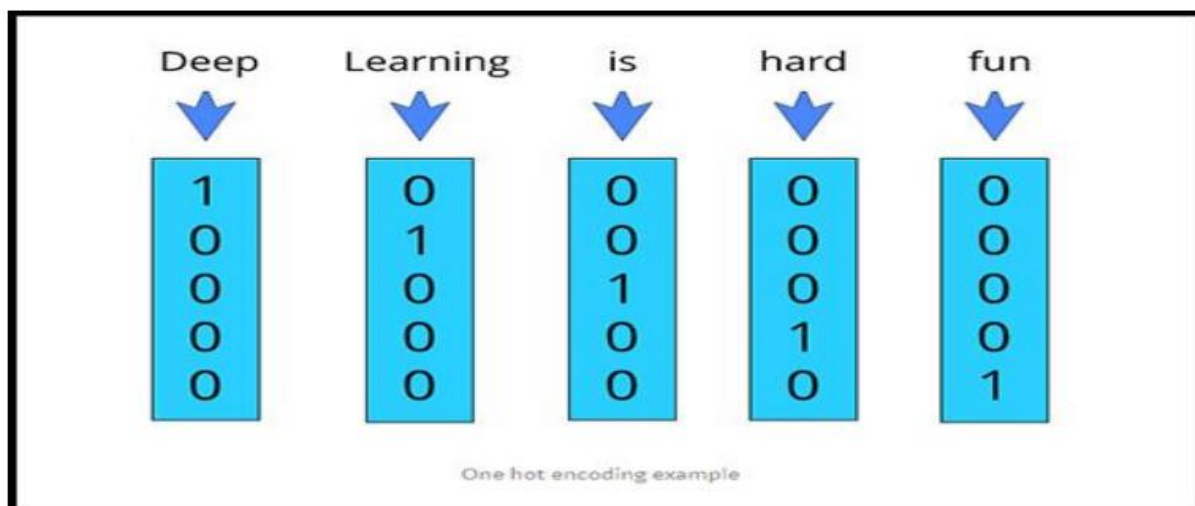 Deep Learning is hard fun
1 0 0 0 0
0 1 0 0 0
0 0 1 0 0
0 0 0 1 0
0 0 0 0 1
One hot encoding example